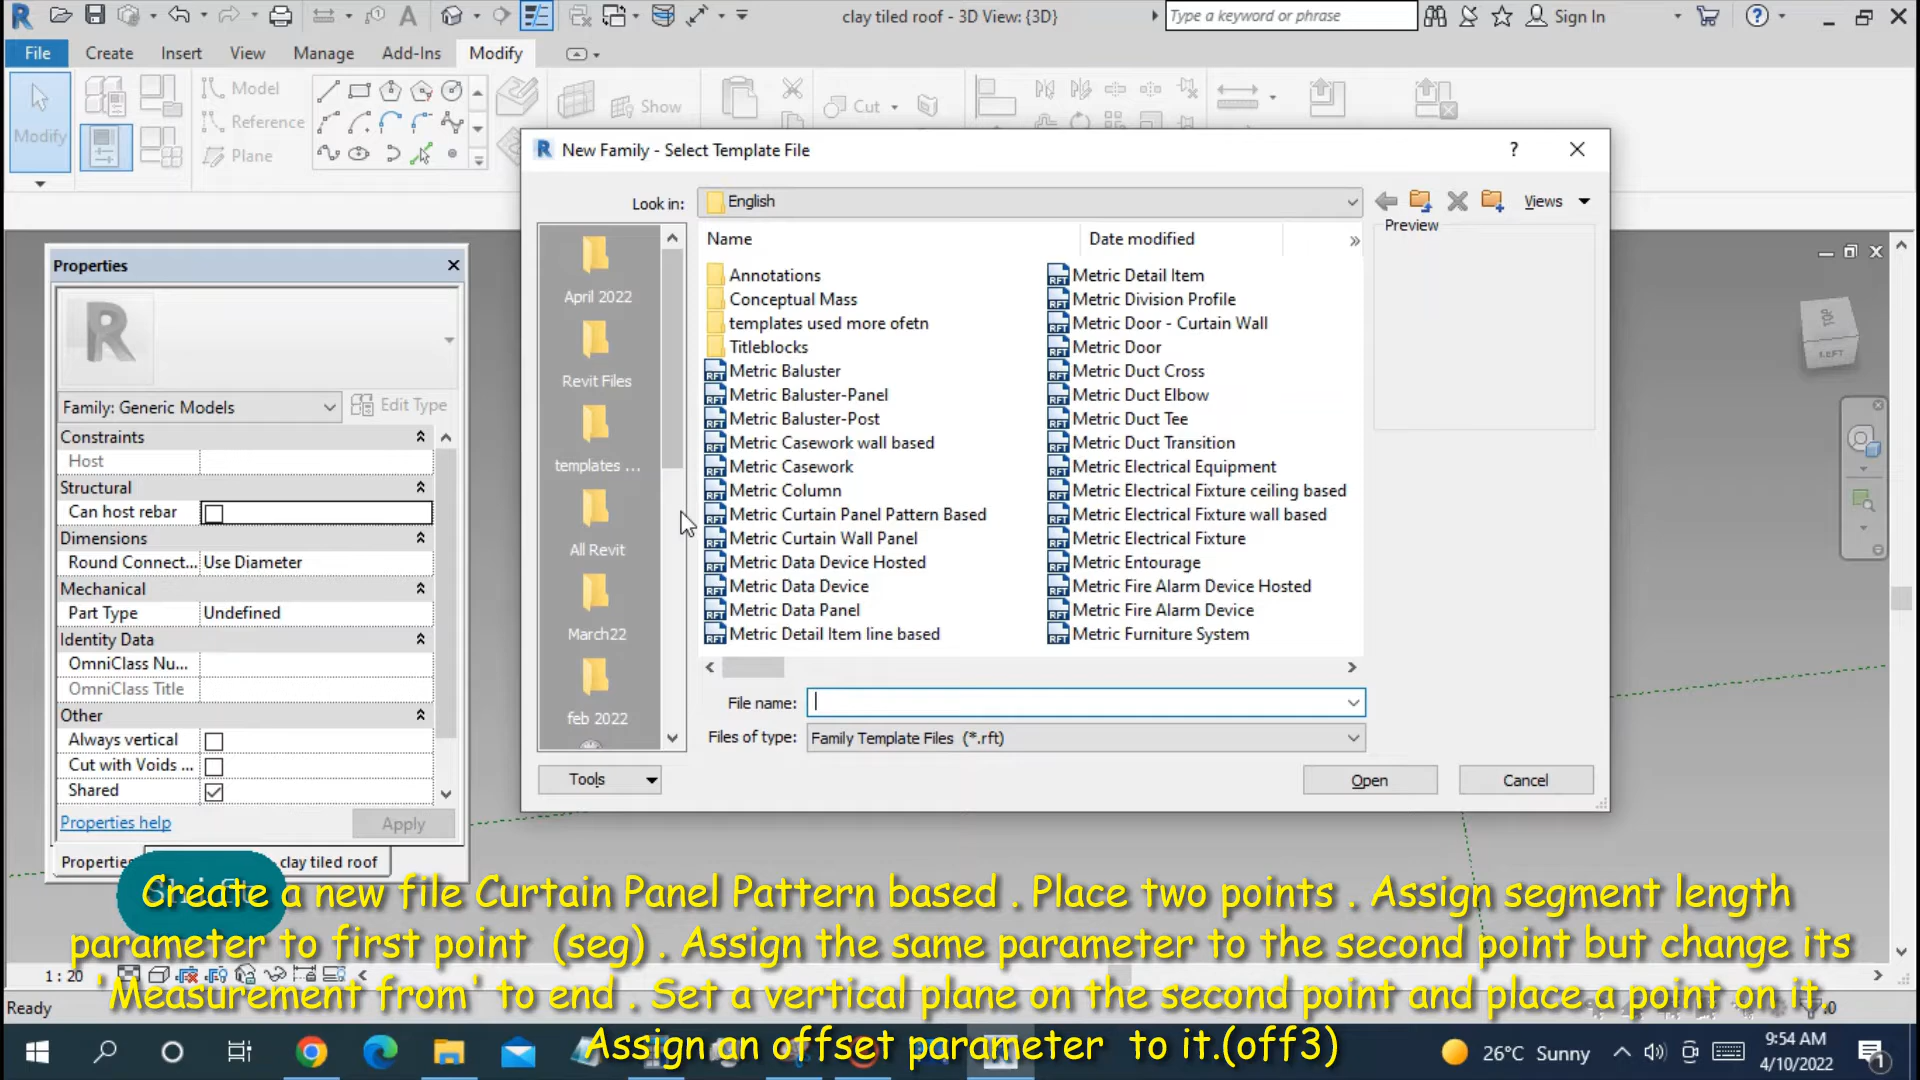 clay tiled roof - 3D View: {3D}
Type a keyword or phrase
Sign In
File
Create
Insert
View
Manage
Add-Ins
Modify
Modify
Model
Reference
Plane
Show
Cut
New Family - Select Template File
Look in:
English
Views
Preview
Name
Date modified
April 2022
Revit Files
templates ...
All Revit
March22
feb 2022
Annotations
Conceptual Mass
templates used more ofetn
Titleblocks
Metric Baluster
Metric Baluster-Panel
Metric Baluster-Post
Metric Casework wall based
Metric Casework
Metric Column
Metric Curtain Panel Pattern Based
Metric Curtain Wall Panel
Metric Data Device Hosted
Metric Data Device
Metric Data Panel
Metric Detail Item line based
Metric Detail Item
Metric Division Profile
Metric Door - Curtain Wall
Metric Door
Metric Duct Cross
Metric Duct Elbow
Metric Duct Tee
Metric Duct Transition
Metric Electrical Equipment
Metric Electrical Fixture ceiling based
Metric Electrical Fixture wall based
Metric Electrical Fixture
Metric Entourage
Metric Fire Alarm Device Hosted
Metric Fire Alarm Device
Metric Furniture System
File name:
Files of type:
Family Template Files (*.rft)
Tools
Open
Cancel
Properties
Family: Generic Models
Edit Type
Constraints
Host
Structural
Can host rebar
Dimensions
Round Connect... Use Diameter
Mechanical
Part Type Undefined
Identity Data
OmniClass Nu...
OmniClass Title
Other
Always vertical
Cut with Voids ...
Shared
Properties help
Apply
clay tiled roof
TOP
LEFT
Create a new file Curtain Panel Pattern based . Place two points . Assign segment length
parameter to first point (seg) . Assign the same parameter to the second point but change its
'Measurement from' to end . Set a vertical plane on the second point and place a point on it.
Assign an offset parameter to it.(off3)
1 : 20
Ready
:0
26°C Sunny
9:54 AM
4/10/2022
1